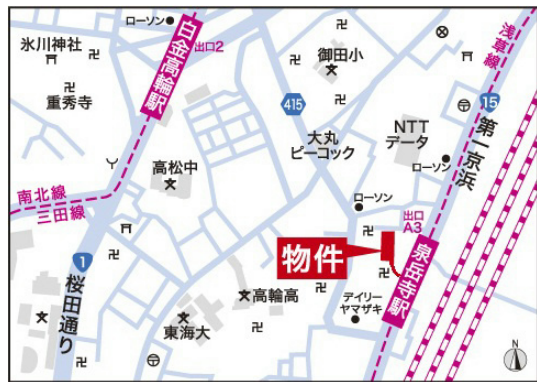 ローソン
氷川神社
重秀寺
白金高輪駅
出口2
御田小
415
大丸
ピーコック
NTT
データ
ローソン
浅草線
15
第一京浜
高松中
南北線
三田線
1
桜田通り
ローソン
出口
A3
物件
泉岳寺駅
高輪高
東海大
デイリー
ヤマザキ
N